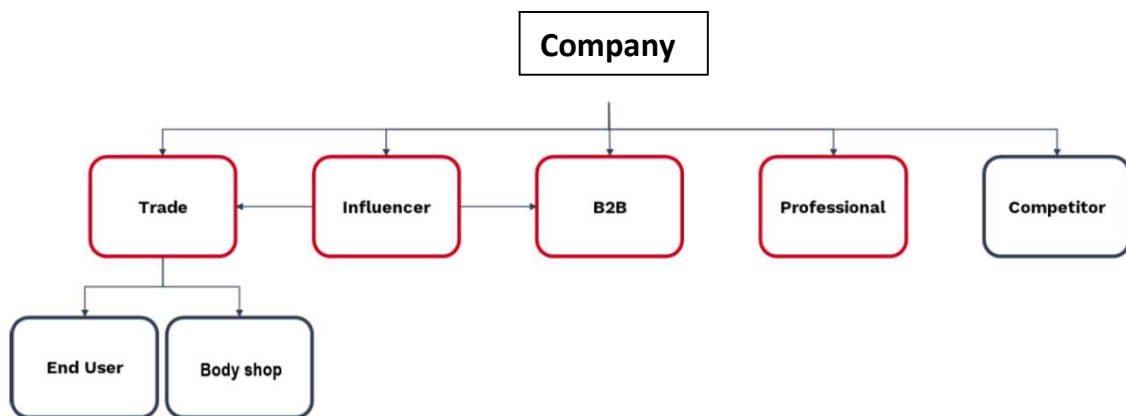 Company
Trade
Influencer
B2B
Professional
Competitor
End User
Body shop